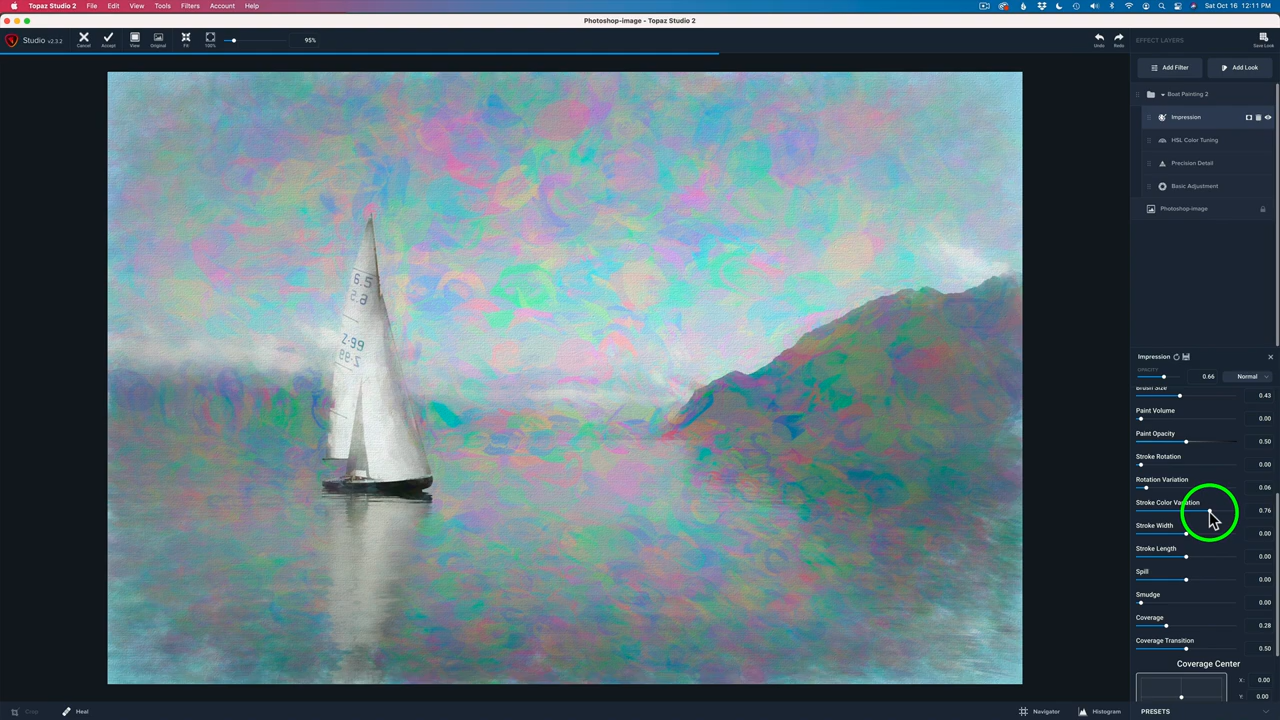 Topaz Studio 2 File Edit View Tools Filters Account Help Sat Oct 16 12:11 PM
Photoshop-image - Topaz Studio 2
Studio v2.3.2 Cancel Accept View Original Fit 100% 95% Undo Redo EFFECT LAYERS Save Look
Add Filter Add Look
Boat Painting 2
Impression
HSL Color Tuning
Precision Detail
Basic Adjustment
Photoshop-image
6.5
Z-99
Impression
OPACITY 0.66 Normal
Brush Size 0.43
Paint Volume 0.00
Paint Opacity 0.50
Stroke Rotation 0.00
Rotation Variation 0.06
Stroke Color Variation 0.76
Stroke Width 0.00
Stroke Length 0.00
Spill 0.00
Smudge 0.00
Coverage 0.28
Coverage Transition 0.50
Coverage Center
X: 0.00
Y: 0.00
Crop Heal Navigator Histogram PRESETS